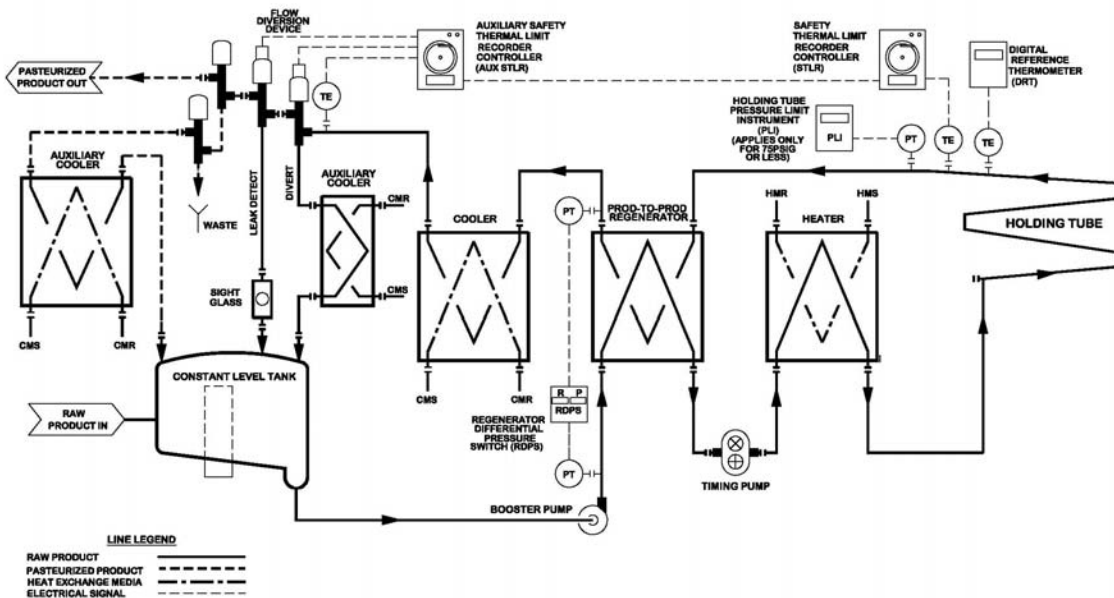 FLOW
DIVERSION
DEVICE
AUXILIARY SAFETY
THERMAL LIMIT
RECORDER
CONTROLLER
(AUX STLR)
SAFETY
THERMAL LIMIT
RECORDER
CONTROLLER
(STLR)
DIGITAL
REFERENCE
THERMOMETER
(DRT)
PASTEURIZED
PRODUCT OUT
TE
HOLDING TUBE
PRESSURE LIMIT
INSTRUMENT
(PLI)
(APPLIES ONLY
FOR 75PSIG
OR LESS)
PLI
PT
TE
TE
AUXILIARY
COOLER
WASTE
LEAK DETECT
DIVERT
AUXILIARY
COOLER
CMR
CMS
COOLER
PT
PROD-TO-PROD
REGENERATOR
HMR
HMS
HEATER
HOLDING TUBE
SIGHT
GLASS
CMS
CMR
CONSTANT LEVEL TANK
RAW
PRODUCT IN
CMS
CMR
R P
RDPS
REGENERATOR
DIFFERENTIAL
PRESSURE
SWITCH (RDPS)
PT
TIMING PUMP
BOOSTER PUMP
LINE LEGEND
RAW PRODUCT
PASTEURIZED PRODUCT
HEAT EXCHANGE MEDIA
ELECTRICAL SIGNAL